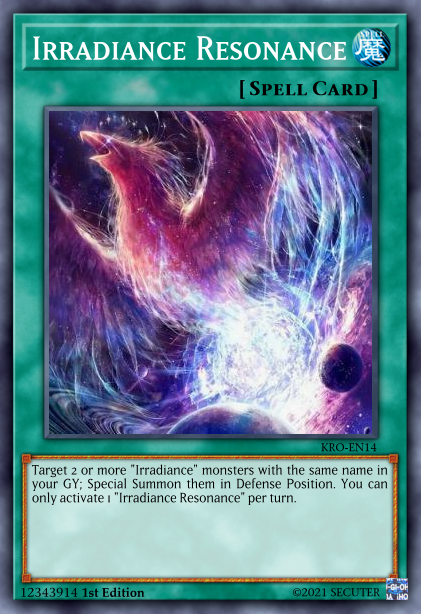 IRRADIANCE RESONANCE 魔
[SPELL CARD]
KRO-EN14
Target 2 or more "Irradiance" monsters with the same name in
your GY; Special Summon them in Defense Position. You can
only activate 1 "Irradiance Resonance" per turn.
12343914 1st Edition ©2021 SECUTER